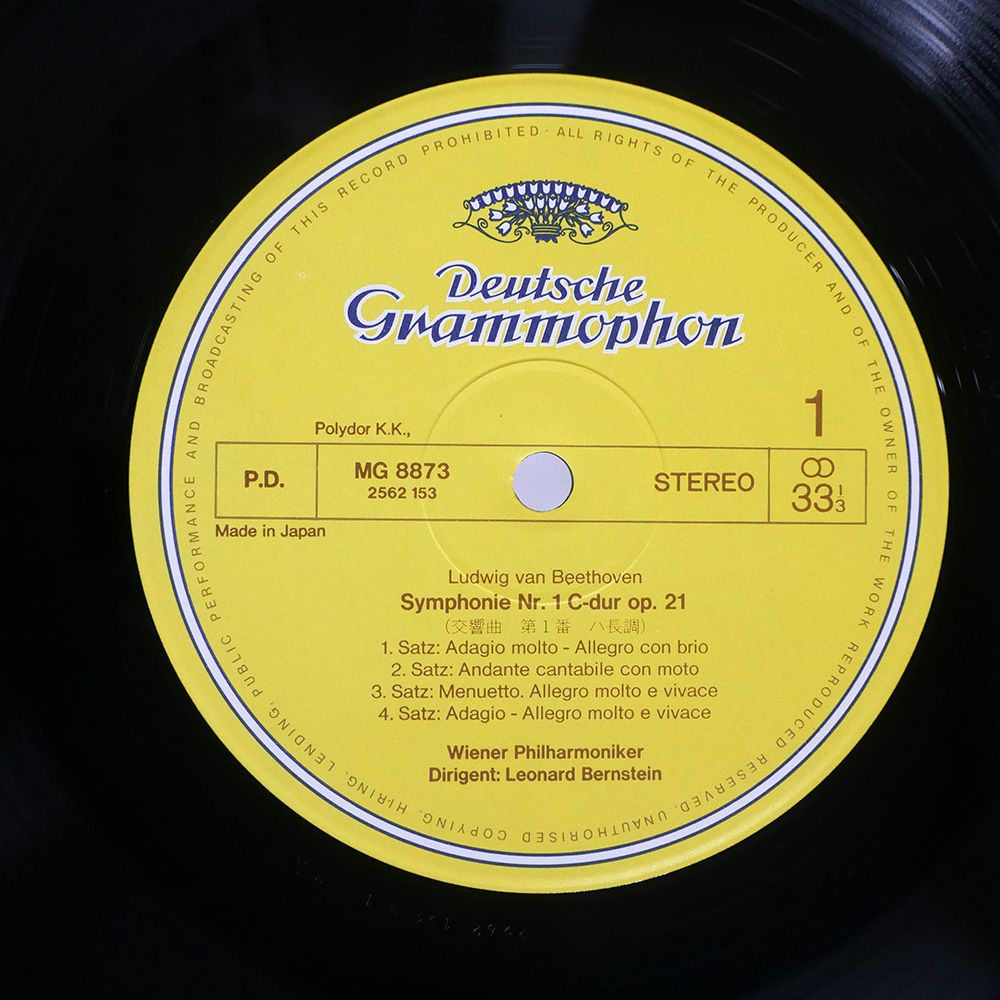 ALL RIGHTS OF THE PRODUCER AND OF THE OWNER OF THE WORK REPRODUCED RESERVED. UNAUTHORISED COPYING, HI-RING, LENDING, PUBLIC PERFORMANCE AND BROADCASTING OF THIS RECORD PROHIBITED ·
Deutsche
Grammophon
1
Polydor K.K.,
P.D. MG 8873 STEREO 33 1/3
2562 153
Made in Japan
Ludwig van Beethoven
Symphonie Nr. 1 C-dur op. 21
(交響曲 第1番 ハ長調)
1. Satz: Adagio molto - Allegro con brio
2. Satz: Andante cantabile con moto
3. Satz: Menuetto. Allegro molto e vivace
4. Satz: Adagio - Allegro molto e vivace
Wiener Philharmoniker
Dirigent: Leonard Bernstein